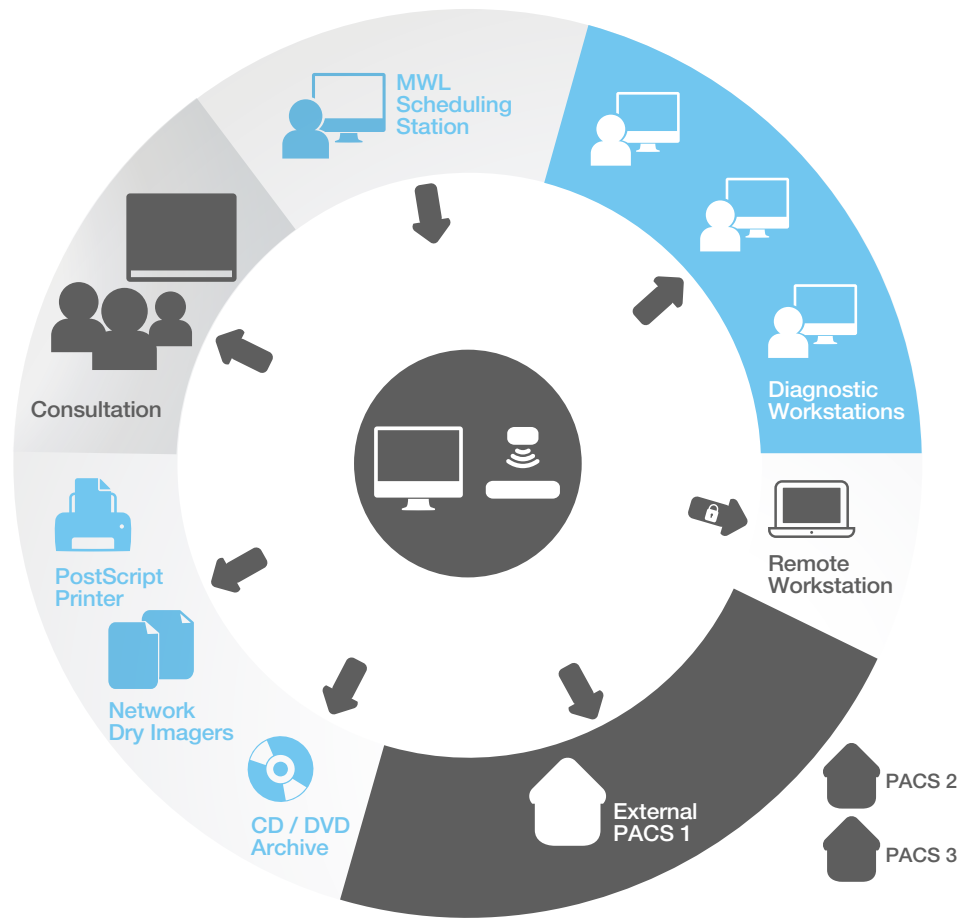 MWL
Scheduling
Station
Diagnostic
Workstations
Consultation
Remote
Workstation
PostScript
Printer
Network
Dry Imagers
CD / DVD
Archive
External
PACS 1
PACS 2
PACS 3